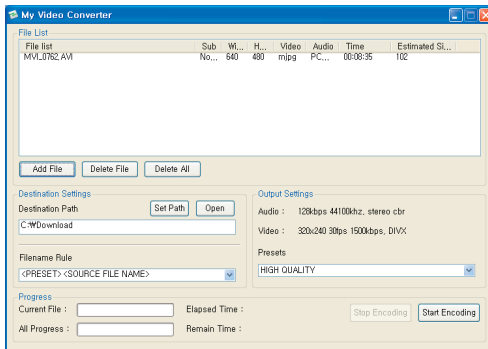 My Video Converter
File List
File list Sub Wi... H... Video Audio Time Estimated Si...
MVI_0762.AVI No... 640 480 mjpg PC... 00:08:35 102
Add File Delete File Delete All
Destination Settings
Destination Path Set Path Open
C:₩Download
Filename Rule
<PRESET><SOURCE FILE NAME>
Output Settings
Audio : 128kbps 44100khz, stereo cbr
Video : 320x240 30fps 1500kbps, DIVX
Presets
HIGH QUALITY
Progress
Current File : Elapsed Time :
All Progress : Remain Time :
Stop Encoding Start Encoding